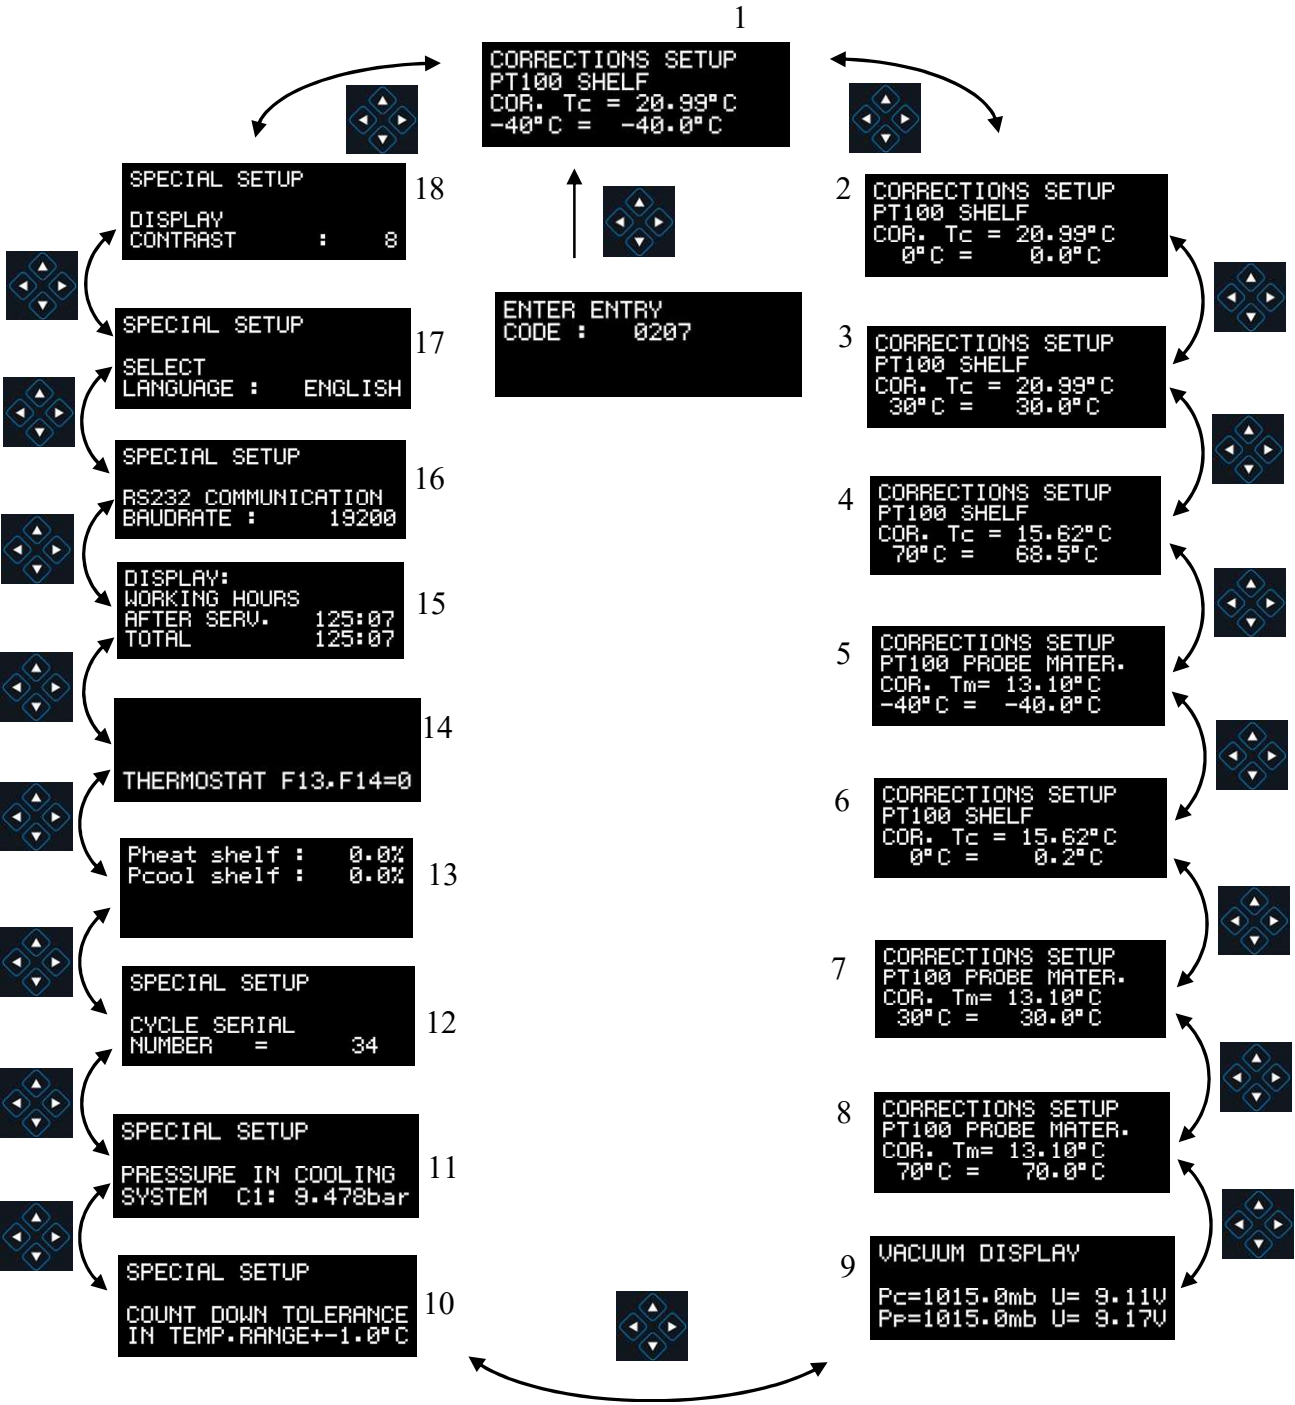 1
CORRECTIONS SETUP
PT100 SHELF
COR. Tc = 20.99°C
-40°C = -40.0°C
ENTER ENTRY
CODE : 0207
2
CORRECTIONS SETUP
PT100 SHELF
COR. Tc = 20.99°C
0°C = 0.0°C
3
CORRECTIONS SETUP
PT100 SHELF
COR. Tc = 20.99°C
30°C = 30.0°C
4
CORRECTIONS SETUP
PT100 SHELF
COR. Tc = 15.62°C
70°C = 68.5°C
5
CORRECTIONS SETUP
PT100 PROBE MATER.
COR. Tm= 13.10°C
-40°C = -40.0°C
6
CORRECTIONS SETUP
PT100 SHELF
COR. Tc = 15.62°C
0°C = 0.2°C
7
CORRECTIONS SETUP
PT100 PROBE MATER.
COR. Tm= 13.10°C
30°C = 30.0°C
8
CORRECTIONS SETUP
PT100 PROBE MATER.
COR. Tm= 13.10°C
70°C = 70.0°C
9
VACUUM DISPLAY
Pc=1015.0mb U= 9.11V
PP=1015.0mb U= 9.17V
10
SPECIAL SETUP
COUNT DOWN TOLERANCE
IN TEMP.RANGE+-1.0°C
11
SPECIAL SETUP
PRESSURE IN COOLING
SYSTEM C1: 9.478bar
12
SPECIAL SETUP
CYCLE SERIAL
NUMBER = 34
13
Pheat shelf : 0.0%
Pcool shelf : 0.0%
14
THERMOSTAT F13,F14=0
15
DISPLAY:
WORKING HOURS
AFTER SERV. 125:07
TOTAL 125:07
16
SPECIAL SETUP
RS232 COMMUNICATION
BAUDRATE : 19200
17
SPECIAL SETUP
SELECT
LANGUAGE : ENGLISH
18
SPECIAL SETUP
DISPLAY
CONTRAST : 8